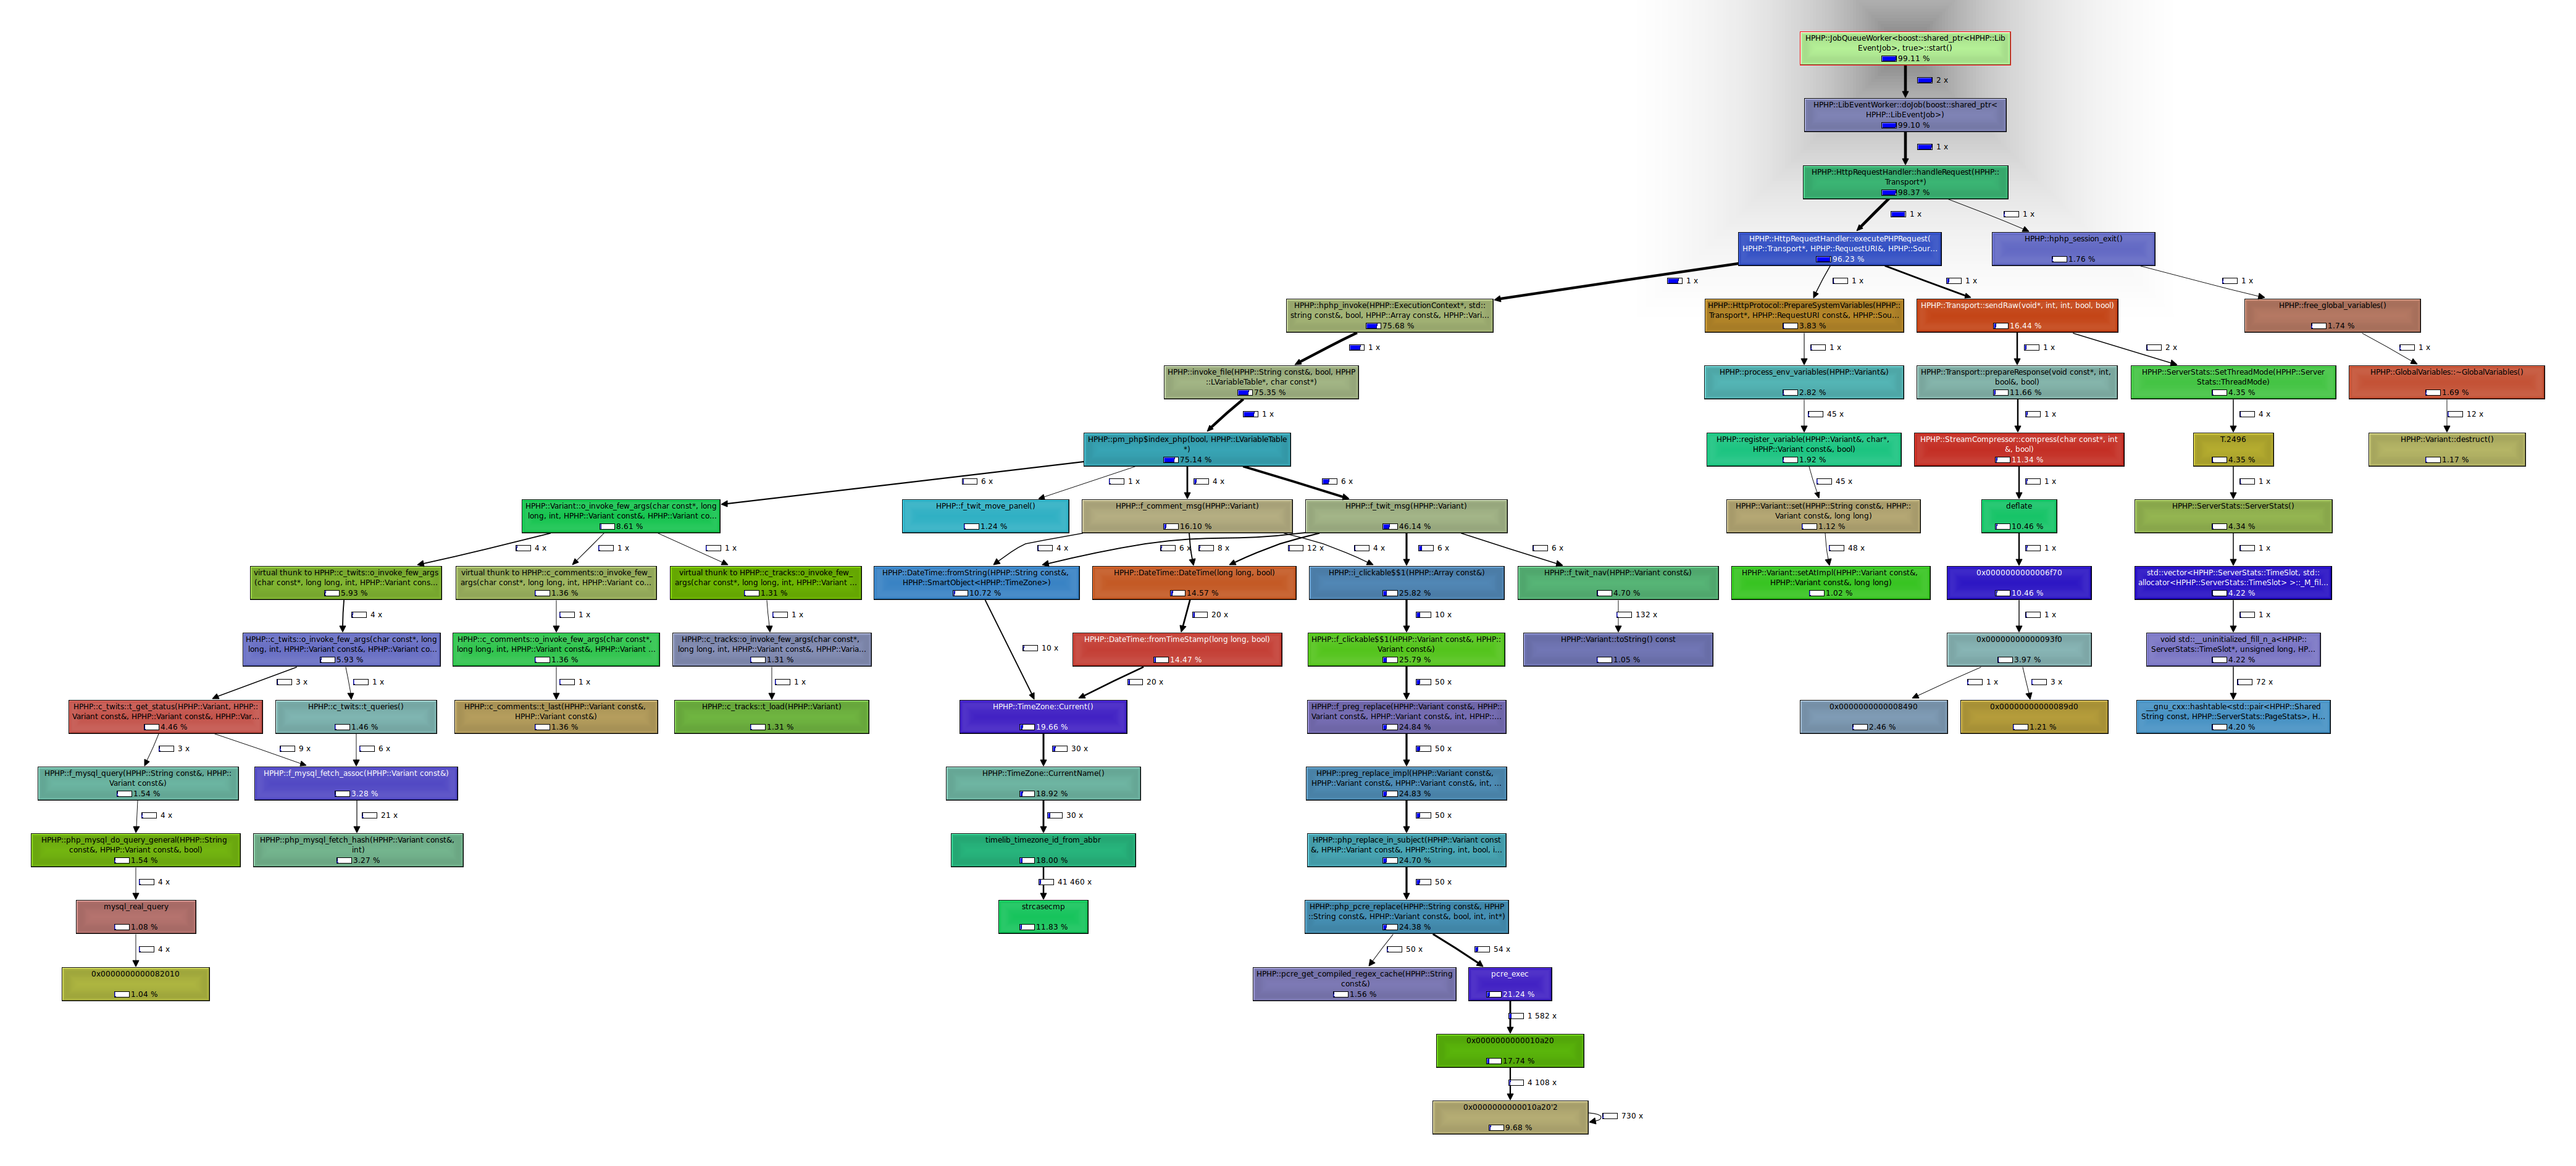 HPHP::JobQueueWorker<boost::shared_ptr<HPHP::Lib
EventJob>, true>::start()
99.11 %
2 x
HPHP::LibEventWorker::doJob(boost::shared_ptr<
HPHP::LibEventJob>)
99.10 %
1 x
HPHP::HttpRequestHandler::handleRequest(HPHP::
Transport*)
98.37 %
1 x
1 x
HPHP::HttpRequestHandler::executePHPRequest(
HPHP::Transport*, HPHP::RequestURI&, HPHP::Sour...
96.23 %
HPHP::hphp_session_exit()
1.76 %
1 x
1 x
1 x
1 x
HPHP::hphp_invoke(HPHP::ExecutionContext*, std::
string const&, bool, HPHP::Array const&, HPHP::Vari...
75.68 %
HPHP::HttpProtocol::PrepareSystemVariables(HPHP::
Transport*, HPHP::RequestURI const&, HPHP::Sou...
3.83 %
HPHP::Transport::sendRaw(void*, int, int, bool, bool)
16.44 %
HPHP::free_global_variables()
1.74 %
1 x
1 x
1 x
2 x
1 x
HPHP::invoke_file(HPHP::String const&, bool, HPHP
::LVariableTable*, char const*)
75.35 %
HPHP::process_env_variables(HPHP::Variant&)
2.82 %
HPHP::Transport::prepareResponse(void const*, int,
bool&, bool)
11.66 %
HPHP::ServerStats::SetThreadMode(HPHP::Server
Stats::ThreadMode)
4.35 %
HPHP::GlobalVariables::~GlobalVariables()
1.69 %
1 x
45 x
1 x
4 x
12 x
HPHP::pm_php$index_php(bool, HPHP::LVariableTable
*)
75.14 %
HPHP::register_variable(HPHP::Variant&, char*,
HPHP::Variant const&, bool)
1.92 %
HPHP::StreamCompressor::compress(char const*, int
&, bool)
11.34 %
T.2496
4.35 %
HPHP::Variant::destruct()
1.17 %
6 x
1 x
4 x
6 x
45 x
1 x
1 x
HPHP::Variant::o_invoke_few_args(char const*, long
long, int, HPHP::Variant const&, HPHP::Variant co...
8.61 %
HPHP::f_twit_move_panel()
1.24 %
HPHP::f_comment_msg(HPHP::Variant)
16.10 %
HPHP::f_twit_msg(HPHP::Variant)
46.14 %
HPHP::Variant::set(HPHP::String const&, HPHP::
Variant const&, long)
1.12 %
deflate
10.46 %
HPHP::ServerStats::ServerStats()
4.34 %
4 x
1 x
1 x
4 x
6 x
8 x
12 x
4 x
6 x
6 x
48 x
1 x
1 x
virtual thunk to HPHP::c_twits::o_invoke_few_args
(char const*, long long, int, HPHP::Variant cons...
5.93 %
virtual thunk to HPHP::c_comments::o_invoke_few_
args(char const*, long long, int, HPHP::Variant co...
1.36 %
virtual thunk to HPHP::c_tracks::o_invoke_few_
args(char const*, long long, int, HPHP::Variant ...
1.31 %
HPHP::DateTime::fromString(HPHP::String const&,
HPHP::SmartObject<HPHP::TimeZone>)
10.72 %
HPHP::DateTime::DateTime(long long, bool)
14.57 %
HPHP::i_clickable$$1(HPHP::Array const&)
25.82 %
HPHP::f_twit_nav(HPHP::Variant const&)
4.70 %
HPHP::Variant::setAtImpl(HPHP::Variant const&,
HPHP::Variant const&, long long)
1.02 %
0x0000000000006f70
10.46 %
std::vector<HPHP::ServerStats::TimeSlot, std::
allocator<HPHP::ServerStats::TimeSlot> >::_M_fil...
4.22 %
4 x
1 x
1 x
20 x
10 x
132 x
1 x
1 x
HPHP::c_twits::o_invoke_few_args(char const*, long
long, int, HPHP::Variant const&, HPHP::Variant co...
5.93 %
HPHP::c_comments::o_invoke_few_args(char const*,
long long, int, HPHP::Variant const&, HPHP::Variant ...
1.36 %
HPHP::c_tracks::o_invoke_few_args(char const*,
long long, int, HPHP::Variant const&, HPHP::Varia...
1.31 %
10 x
HPHP::DateTime::fromTimeStamp(long long, bool)
14.47 %
HPHP::f_clickable$$1(HPHP::Variant const&, HPHP::
Variant const&)
25.79 %
HPHP::Variant::toString() const
1.05 %
0x00000000000093f0
3.97 %
void std::__uninitialized_fill_n_a<HPHP::
ServerStats::TimeSlot*, unsigned long, HP...
4.22 %
3 x
1 x
1 x
1 x
20 x
50 x
1 x
3 x
72 x
HPHP::c_twits::t_get_status(HPHP::Variant, HPHP::
Variant const&, HPHP::Variant const&, HPHP::Var...
4.46 %
HPHP::c_twits::t_queries()
1.46 %
HPHP::c_comments::t_last(HPHP::Variant const&,
HPHP::Variant const&)
1.36 %
HPHP::c_tracks::t_load(HPHP::Variant)
1.31 %
HPHP::TimeZone::Current()
19.66 %
HPHP::f_preg_replace(HPHP::Variant const&, HPHP::
Variant const&, HPHP::Variant const&, int, HPHP::...
24.84 %
0x0000000000008490
2.46 %
0x00000000000089d0
1.21 %
__gnu_cxx::hashtable<std::pair<HPHP::Shared
String const, HPHP::ServerStats::PageStats>, H...
4.20 %
3 x
9 x
6 x
30 x
50 x
HPHP::f_mysql_query(HPHP::String const&, HPHP::
Variant const&)
1.54 %
HPHP::f_mysql_fetch_assoc(HPHP::Variant const&)
3.28 %
HPHP::TimeZone::CurrentName()
18.92 %
HPHP::preg_replace_impl(HPHP::Variant const&,
HPHP::Variant const&, HPHP::Variant const&, int, ...
24.83 %
4 x
21 x
30 x
50 x
HPHP::php_mysql_do_query_general(HPHP::String
const&, HPHP::Variant const&, bool)
1.54 %
HPHP::php_mysql_fetch_hash(HPHP::Variant const&,
int)
3.27 %
timelib_timezone_id_from_abbr
18.00 %
HPHP::php_replace_in_subject(HPHP::Variant const
&, HPHP::Variant const&, HPHP::String, int, bool, i...
24.70 %
4 x
41 460 x
50 x
mysql_real_query
1.08 %
strcasecmp
11.83 %
HPHP::php_pcre_replace(HPHP::String const&, HPHP
::String const&, HPHP::Variant const&, bool, int, int*)
24.38 %
4 x
50 x
54 x
0x0000000000082010
1.04 %
HPHP::pcre_get_compiled_regex_cache(HPHP::String
const&)
1.56 %
pcre_exec
21.24 %
1 582 x
0x0000000000010a20
17.74 %
4 108 x
0x0000000000010a20'2
9.68 %
730 x